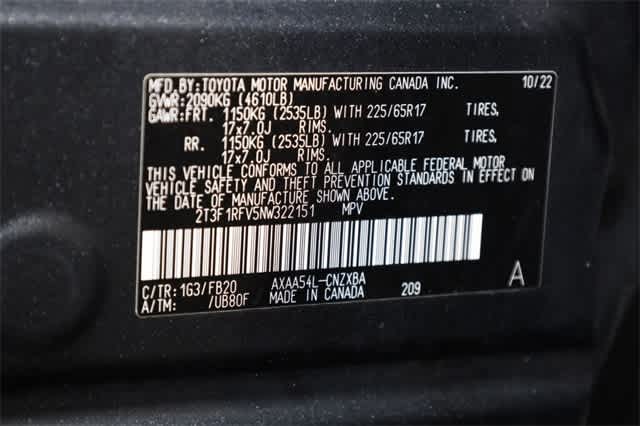 MFD.BY:TOYOTA MOTOR MANUFACTURING CANADA INC. 10/22
GVWR:2090KG (4610LB)
GAWR:FRT. 1150KG (2535LB) WITH 225/65R17 TIRES,
17x7.0J RIMS.
RR. 1150KG (2535LB) WITH 225/65R17 TIRES,
17x7.0J RIMS.
THIS VEHICLE CONFORMS TO ALL APPLICABLE FEDERAL MOTOR
VEHICLE SAFETY AND THEFT PREVENTION STANDARDS IN EFFECT ON
THE DATE OF MANUFACTURE SHOWN ABOVE.
2T3F1RFV5NW322151 MPV
C/TR: 1G3/FB20 AXAA54L-CNZXBA A
A/TM: /UB80F MADE IN CANADA 209